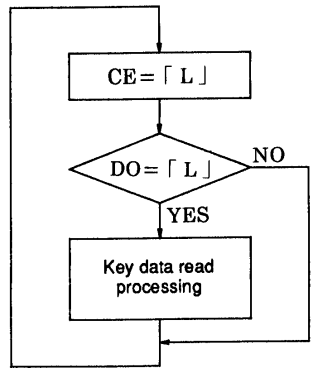 CE=「L」
DO=「L」
NO
YES
Key data read
processing